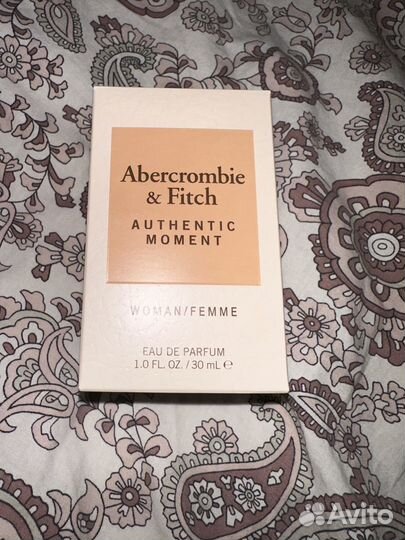 Abercrombie
& Fitch
AUTHENTIC
MOMENT
WOMAN/FEMME
EAU DE PARFUM
1.0 FL. OZ. / 30 mL ℮
Avito